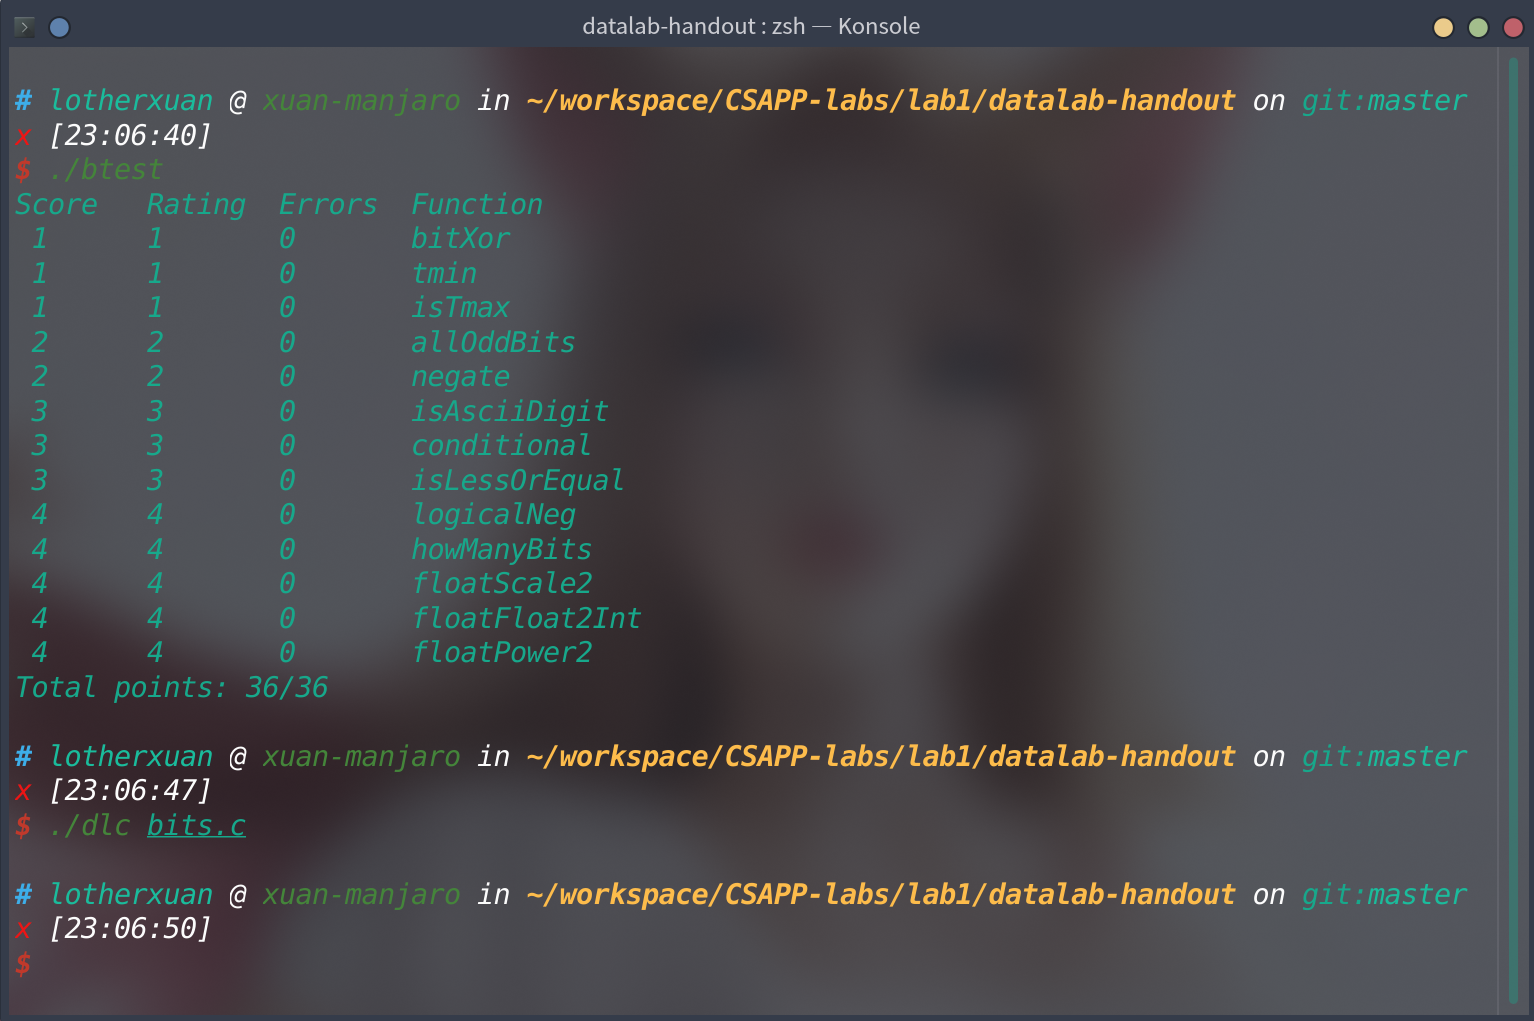 datalab-handout : zsh — Konsole
# lotherxuan @ xuan-manjaro in ~/workspace/CSAPP-labs/lab1/datalab-handout on git:master
x [23:06:40]
$ ./btest
Score Rating Errors Function
1 1 0 bitXor
1 1 0 tmin
1 1 0 isTmax
2 2 0 allOddBits
2 2 0 negate
3 3 0 isAsciiDigit
3 3 0 conditional
3 3 0 isLessOrEqual
4 4 0 logicalNeg
4 4 0 howManyBits
4 4 0 floatScale2
4 4 0 floatFloat2Int
4 4 0 floatPower2
Total points: 36/36
# lotherxuan @ xuan-manjaro in ~/workspace/CSAPP-labs/lab1/datalab-handout on git:master
x [23:06:47]
$ ./dlc bits.c
# lotherxuan @ xuan-manjaro in ~/workspace/CSAPP-labs/lab1/datalab-handout on git:master
x [23:06:50]
$